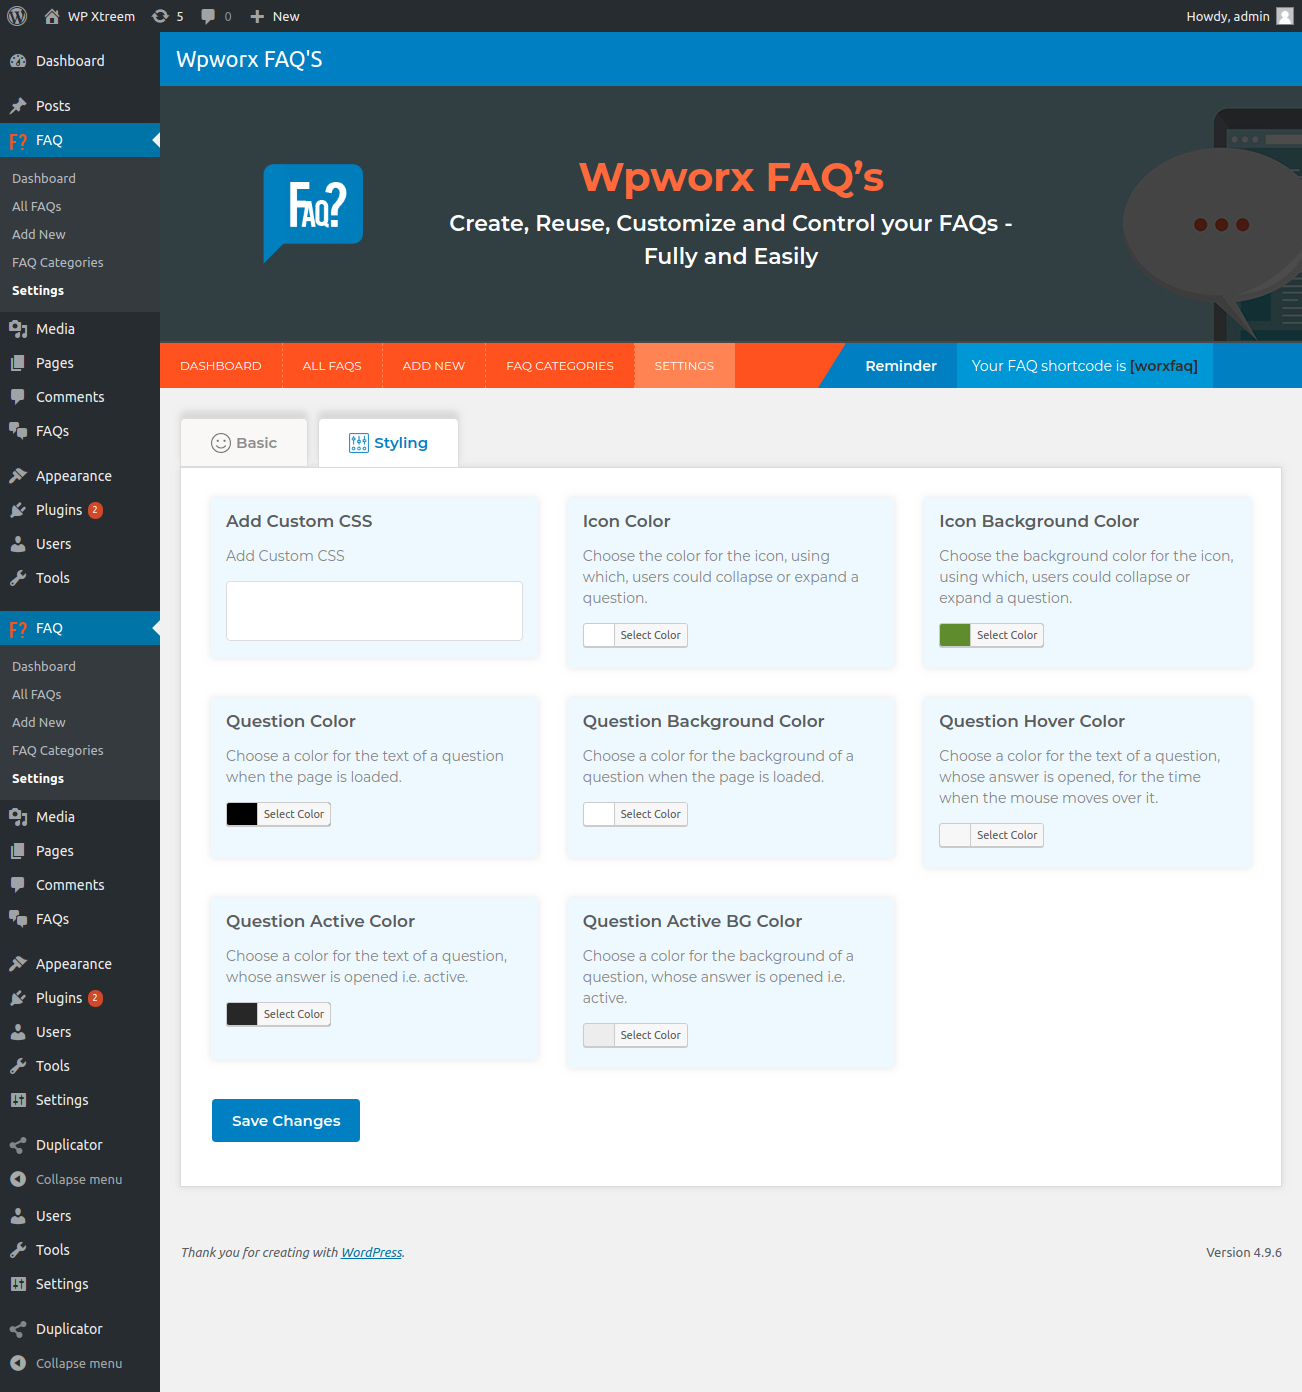 WP Xtreem
5
0
New
Howdy, admin
Dashboard
Posts
F? FAQ
Dashboard
All FAQs
Add New
FAQ Categories
Settings
Media
Pages
Comments
FAQs
Appearance
Plugins 2
Users
Tools
F? FAQ
Dashboard
All FAQs
Add New
FAQ Categories
Settings
Media
Pages
Comments
FAQs
Appearance
Plugins 2
Users
Tools
Settings
Duplicator
Collapse menu
Users
Tools
Settings
Duplicator
Collapse menu
Wpworx FAQ'S
FAQ?
Wpworx FAQ’s
Create, Reuse, Customize and Control your FAQs -
Fully and Easily
DASHBOARD
ALL FAQS
ADD NEW
FAQ CATEGORIES
SETTINGS
Reminder
Your FAQ shortcode is [worxfaq]
Basic
Styling
Add Custom CSS
Add Custom CSS
Icon Color
Choose the color for the icon, using
which, users could collapse or expand a
question.
Select Color
Icon Background Color
Choose the background color for the icon,
using which, users could collapse or
expand a question.
Select Color
Question Color
Choose a color for the text of a question
when the page is loaded.
Select Color
Question Background Color
Choose a color for the background of a
question when the page is loaded.
Select Color
Question Hover Color
Choose a color for the text of a question,
whose answer is opened, for the time
when the mouse moves over it.
Select Color
Question Active Color
Choose a color for the text of a question,
whose answer is opened i.e. active.
Select Color
Question Active BG Color
Choose a color for the background of a
question, whose answer is opened i.e.
active.
Select Color
Save Changes
Thank you for creating with WordPress.
Version 4.9.6